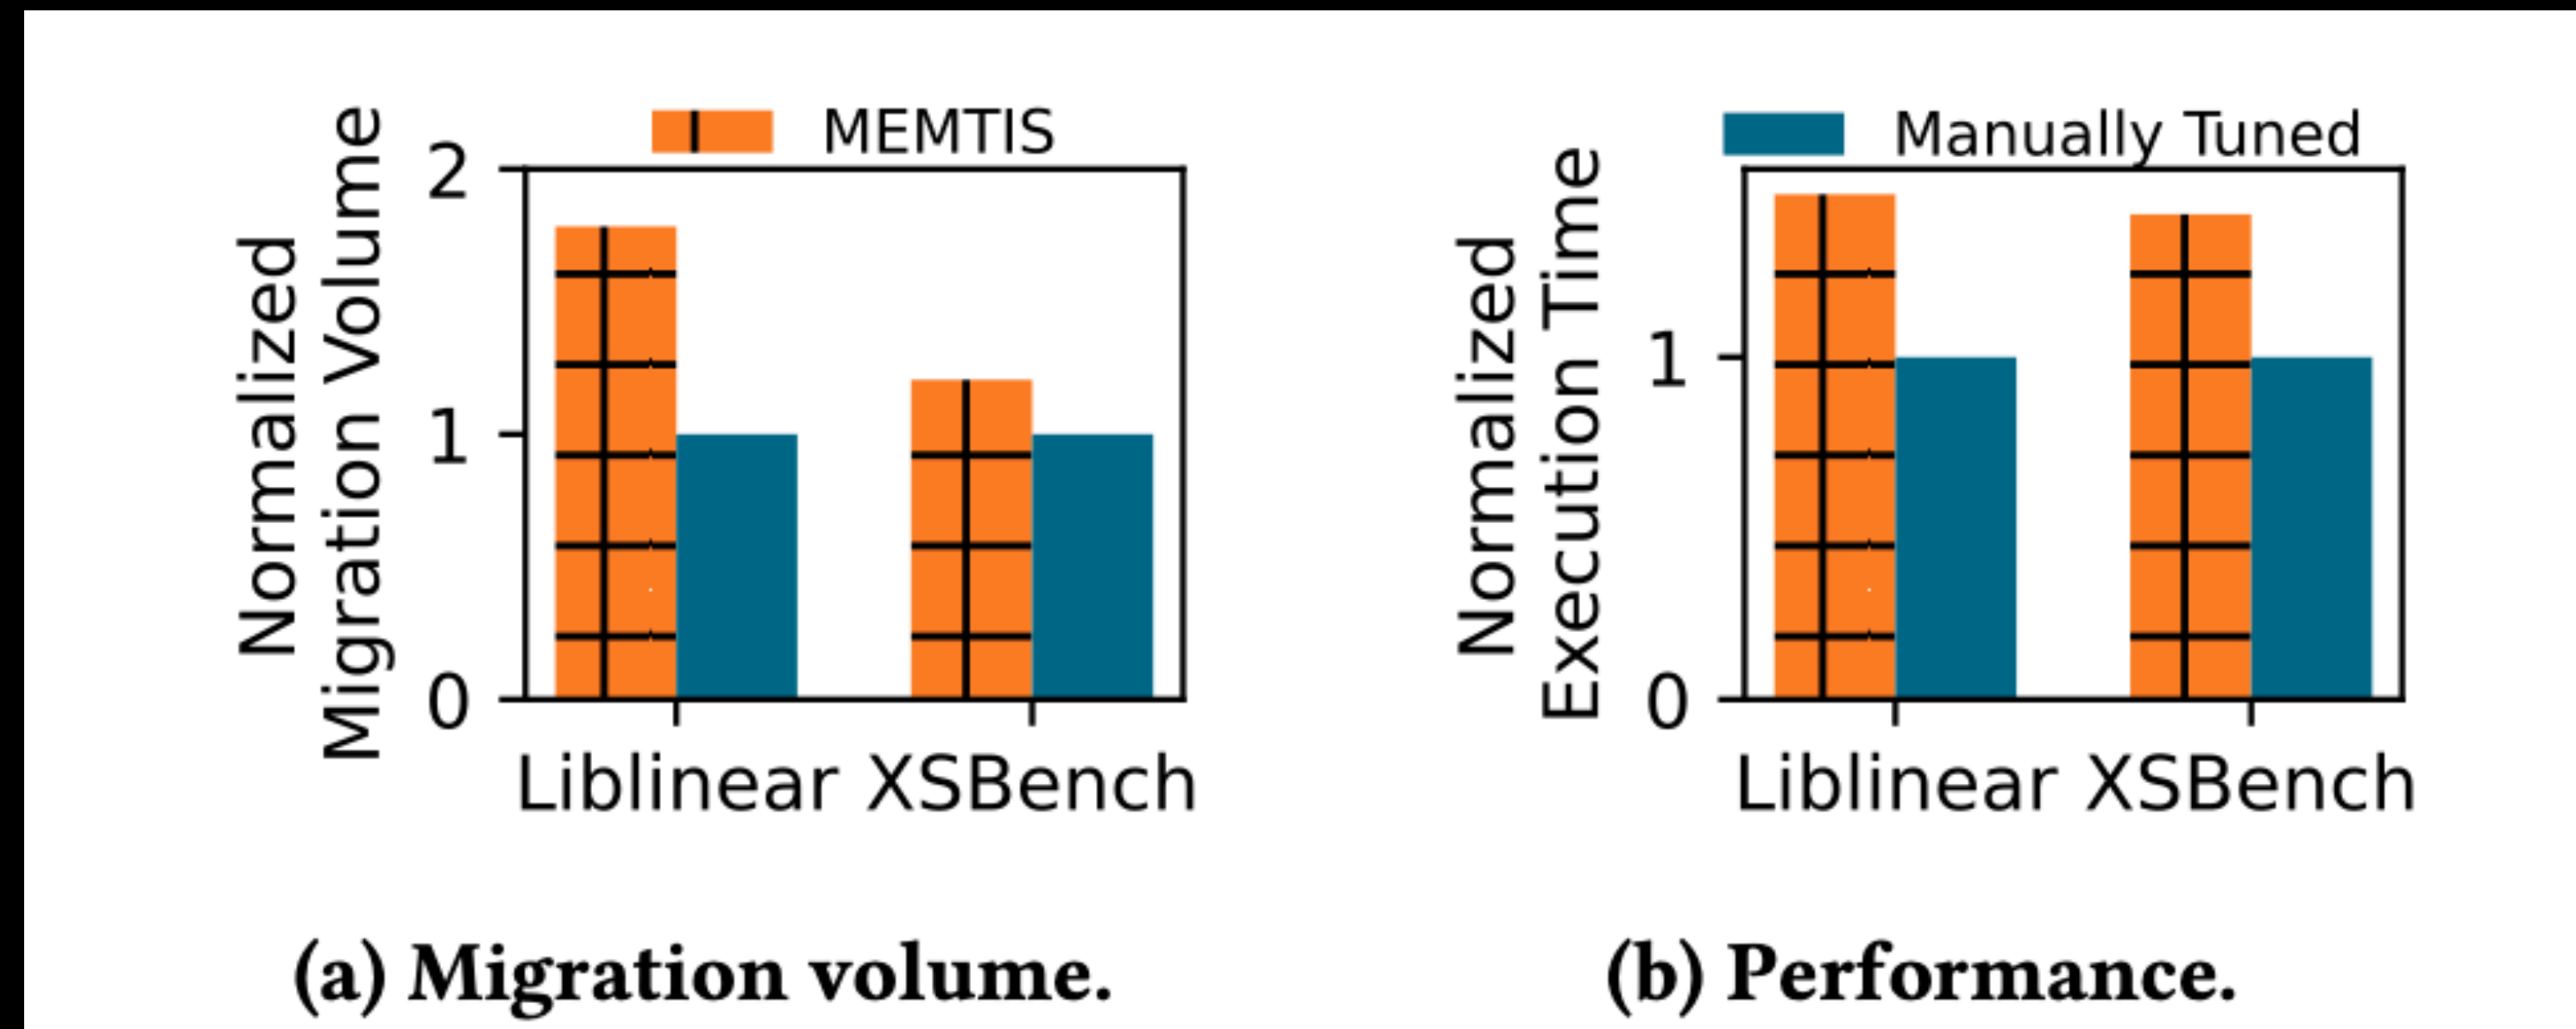 MEMTIS
Normalized
Migration Volume
2
1
0
Liblinear XSBench
(a) Migration volume.
Manually Tuned
Normalized
Execution Time
1
0
Liblinear XSBench
(b) Performance.